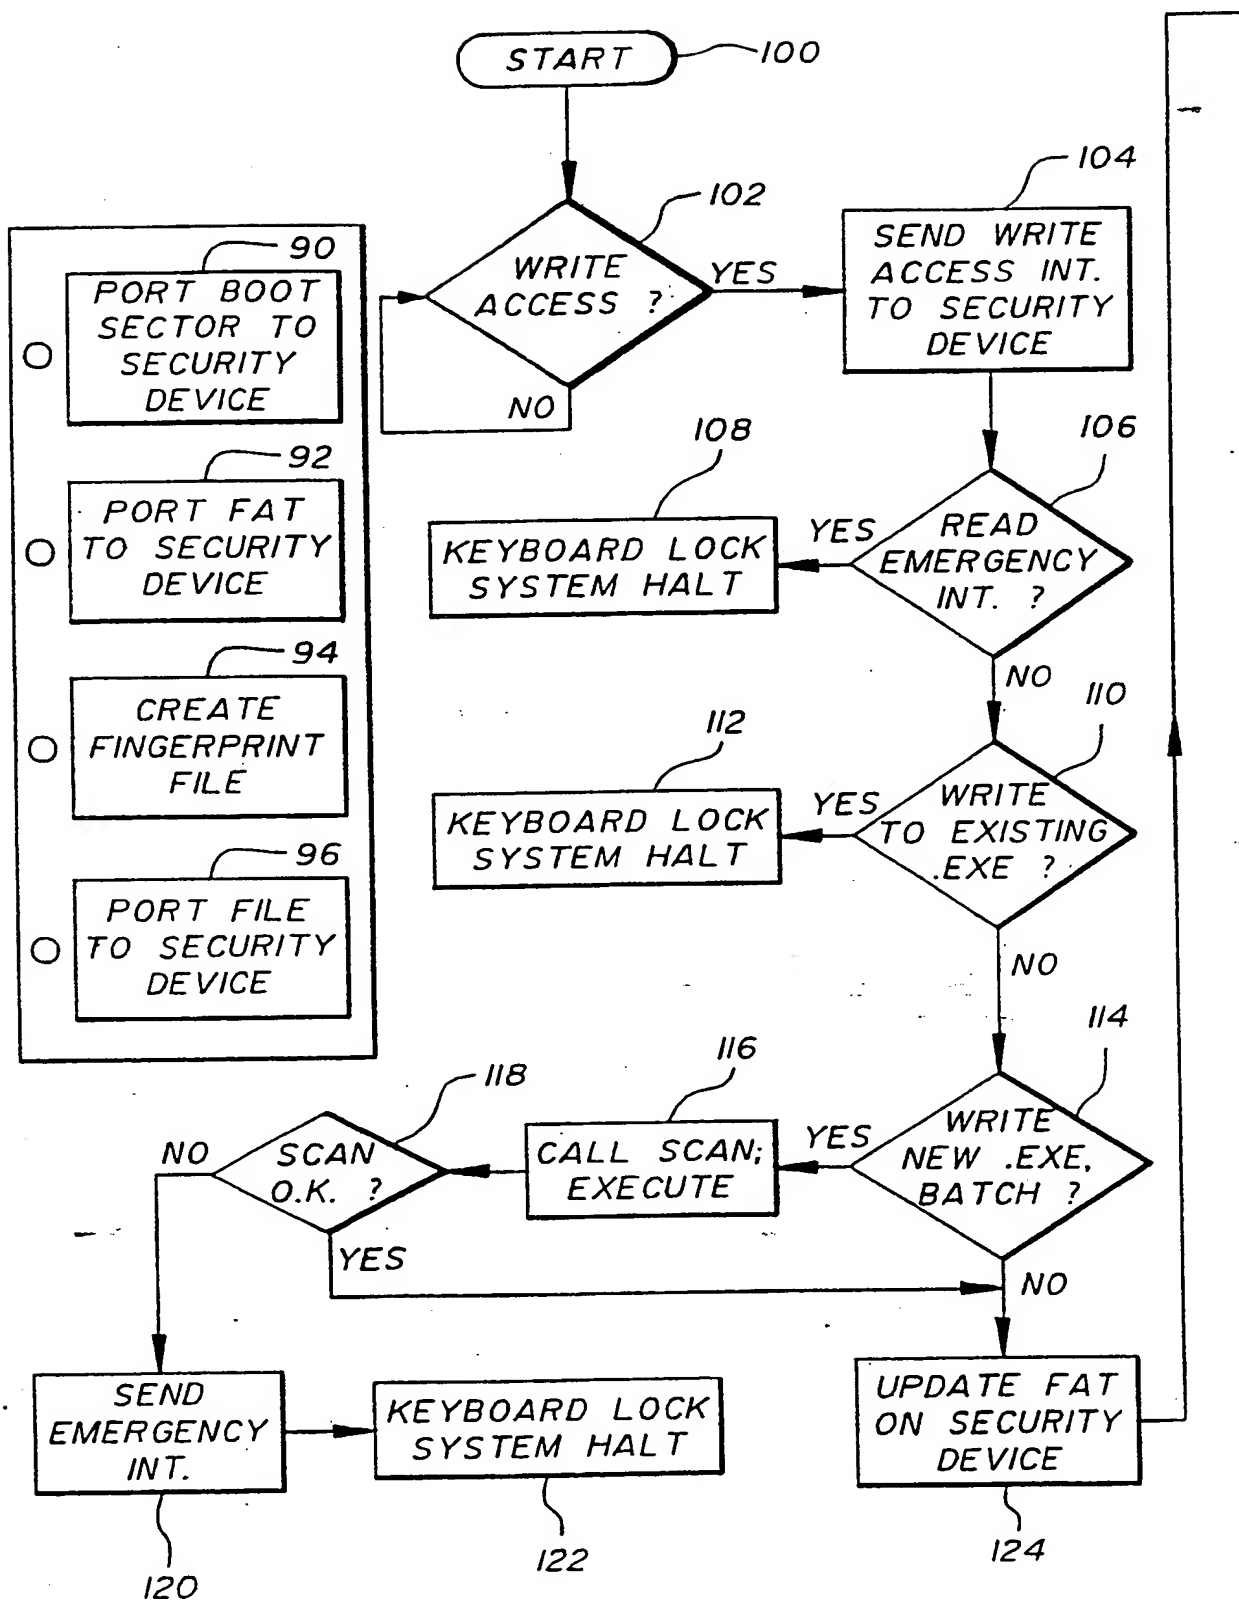 START
100
102
WRITE
ACCESS ?
YES
NO
104
SEND WRITE
ACCESS INT.
TO SECURITY
DEVICE
90
PORT BOOT
SECTOR TO
SECURITY
DEVICE
92
PORT FAT
TO SECURITY
DEVICE
94
CREATE
FINGERPRINT
FILE
96
PORT FILE
TO SECURITY
DEVICE
106
READ
EMERGENCY
INT. ?
YES
NO
108
KEYBOARD LOCK
SYSTEM HALT
110
WRITE
TO EXISTING
.EXE ?
YES
NO
112
KEYBOARD LOCK
SYSTEM HALT
114
WRITE
NEW .EXE,
BATCH ?
YES
NO
116
CALL SCAN;
EXECUTE
118
SCAN
O.K. ?
NO
YES
SEND
EMERGENCY
INT.
120
KEYBOARD LOCK
SYSTEM HALT
122
UPDATE FAT
ON SECURITY
DEVICE
124